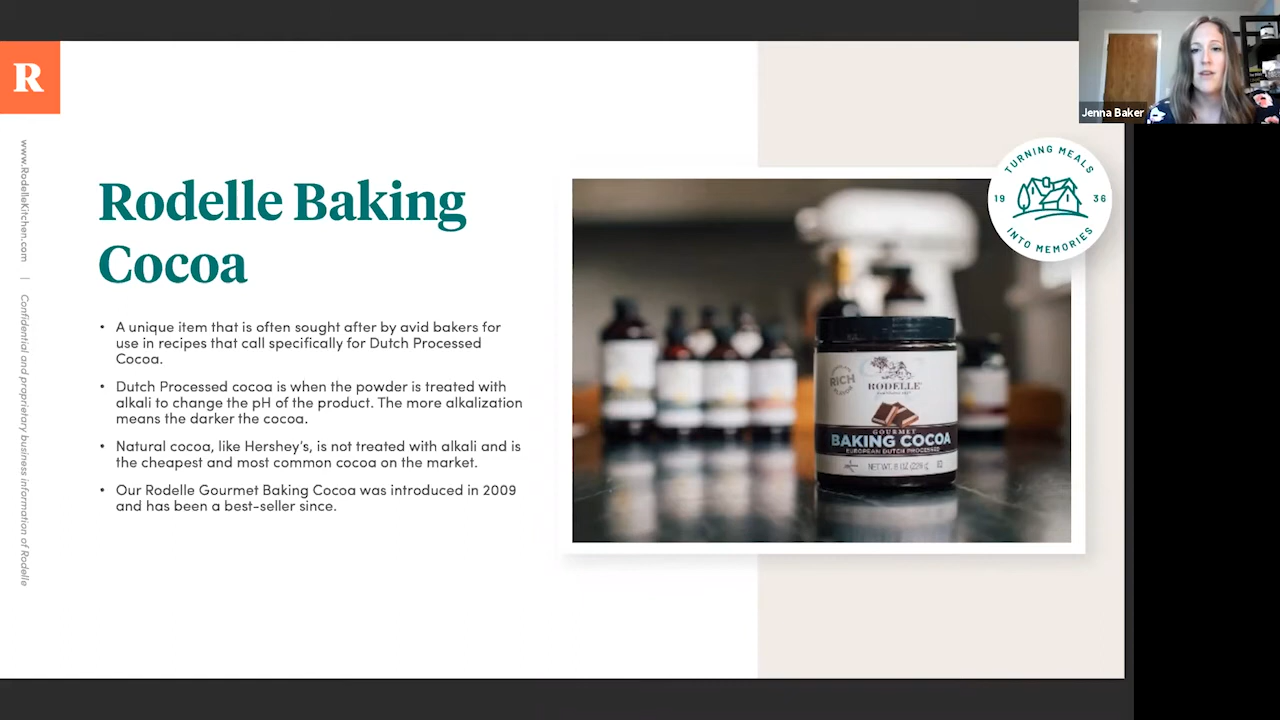 R
Jenna Baker
www.RodelleKitchen.com | Confidential and proprietary business information of Rodelle
TURNING MEALS
19 36
INTO MEMORIES
Rodelle Baking
Cocoa
• A unique item that is often sought after by avid bakers for
use in recipes that call specifically for Dutch Processed
Cocoa.
• Dutch Processed cocoa is when the powder is treated with
alkali to change the pH of the product. The more alkalization
means the darker the cocoa.
• Natural cocoa, like Hershey's, is not treated with alkali and is
the cheapest and most common cocoa on the market.
• Our Rodelle Gourmet Baking Cocoa was introduced in 2009
and has been a best-seller since.
RICH
RODELLE
GOURMET
BAKING COCOA
EUROPEAN DUTCH PROCESSED
NET WT. 8 OZ (226g)